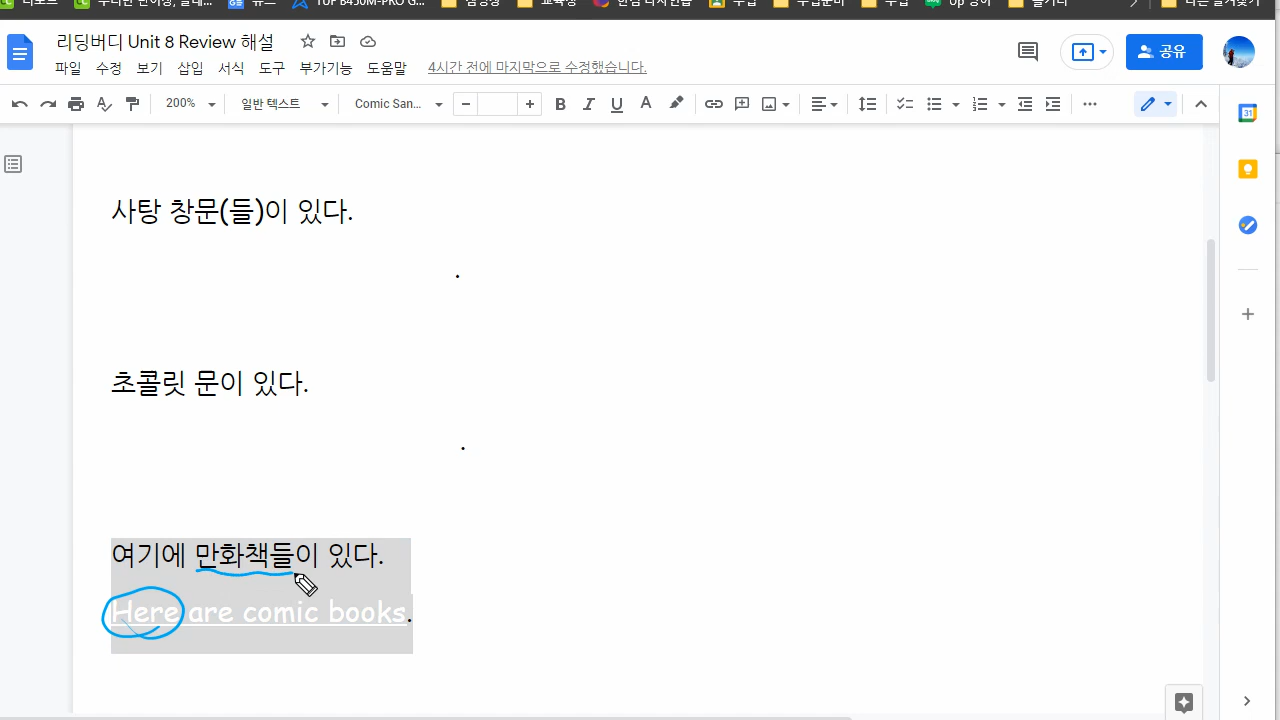 리딩버디 Unit 8 Review 해설
파일 수정 보기 삽입 서식 도구 부가기능 도움말 4시간 전에 마지막으로 수정했습니다.
공유
200% 일반 텍스트 Comic San...
사탕 창문(들)이 있다.
.
초콜릿 문이 있다.
.
여기에 만화책들이 있다.
Here are comic books.